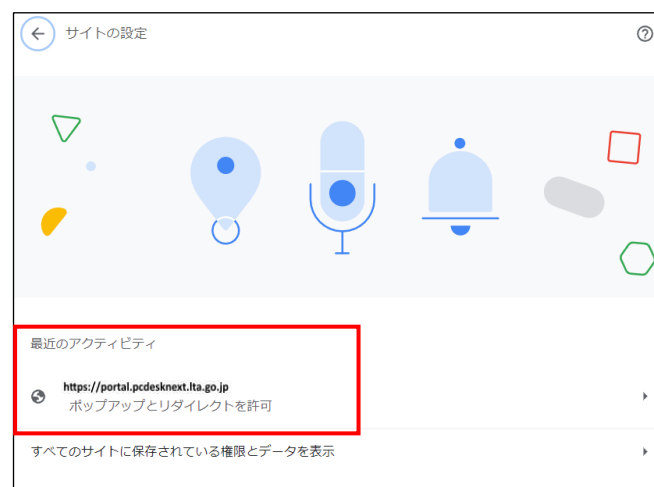 サイトの設定
最近のアクティビティ
https://portal.pcdesknext.lta.go.jp
ポップアップとリダイレクトを許可
すべてのサイトに保存されている権限とデータを表示